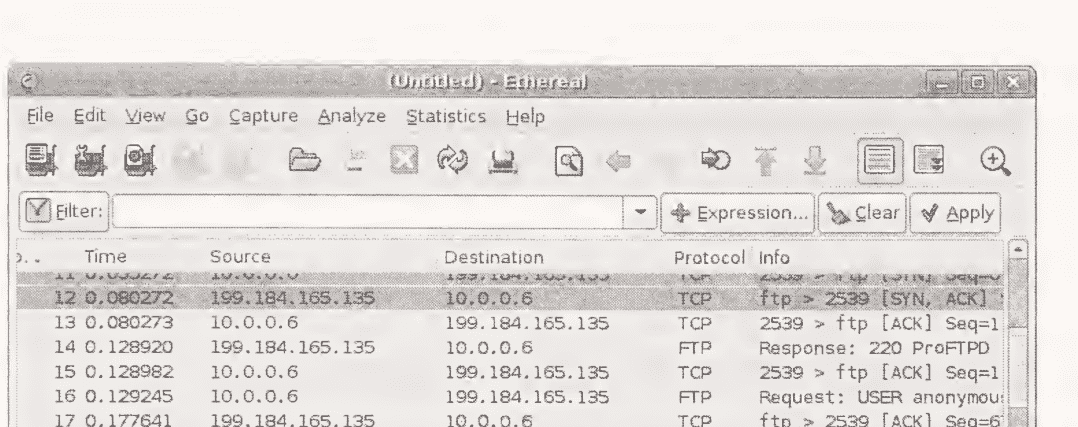 (Untitled) - Ethereal
File Edit View Go Capture Analyze Statistics Help
Filter: Expression... Clear Apply
Time Source Destination Protocol Info
12 0.080272 199.184.165.135 10.0.0.6 TCP ftp > 2539 [SYN, ACK]
13 0.080273 10.0.0.6 199.184.165.135 TCP 2539 > ftp [ACK] Seq=1
14 0.128920 199.184.165.135 10.0.0.6 FTP Response: 220 ProFTPD
15 0.128982 10.0.0.6 199.184.165.135 TCP 2539 > ftp [ACK] Seq=1
16 0.129245 10.0.0.6 199.184.165.135 FTP Request: USER anonymou
17 0.177641 199.184.165.135 10.0.0.6 TCP ftp > 2539 [ACK] Seq=6